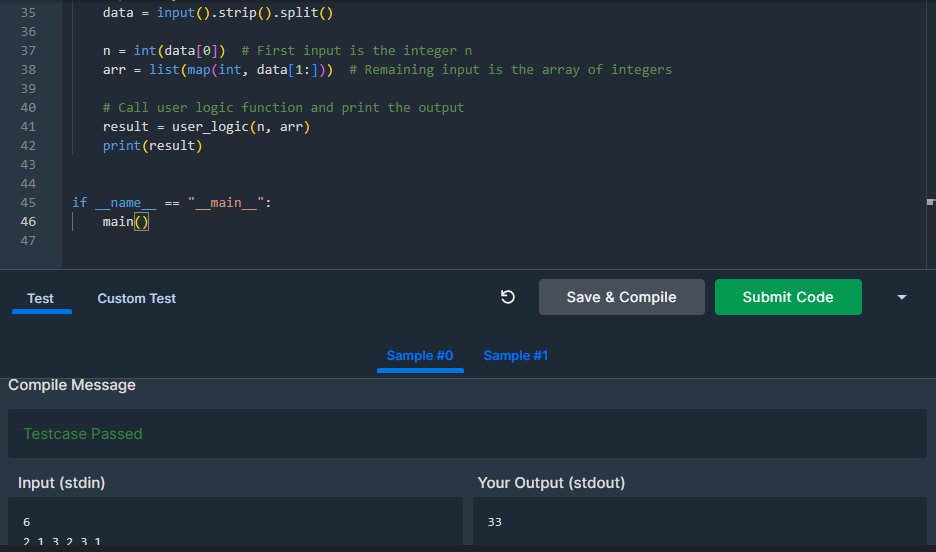 35 data = input().strip().split()
36
37 n = int(data[0])  # First input is the integer n
38 arr = list(map(int, data[1:]))  # Remaining input is the array of integers
39
40 # Call user logic function and print the output
41 result = user_logic(n, arr)
42 print(result)
43
44
45 if __name__ == "__main__":
46 main()
47
Test Custom Test Save & Compile Submit Code
Sample #0 Sample #1
Compile Message
Testcase Passed
Input (stdin) Your Output (stdout)
6 33
2 1 3 2 3 1